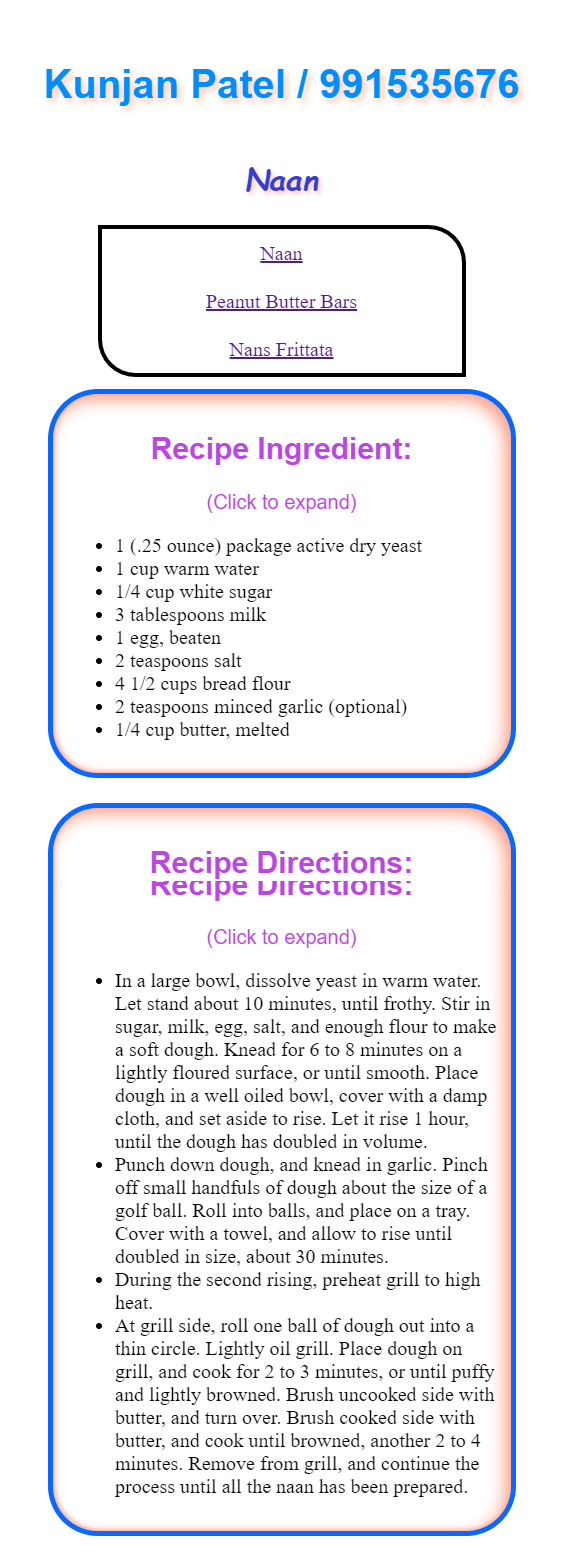 Kunjan Patel / 991535676
Naan
Naan
Peanut Butter Bars
Nans Frittata
Recipe Ingredient:
(Click to expand)
1 (.25 ounce) package active dry yeast
1 cup warm water
1/4 cup white sugar
3 tablespoons milk
1 egg, beaten
2 teaspoons salt
4 1/2 cups bread flour
2 teaspoons minced garlic (optional)
1/4 cup butter, melted
Recipe Directions:
Recipe Directions:
(Click to expand)
In a large bowl, dissolve yeast in warm water.
Let stand about 10 minutes, until frothy. Stir in
sugar, milk, egg, salt, and enough flour to make
a soft dough. Knead for 6 to 8 minutes on a
lightly floured surface, or until smooth. Place
dough in a well oiled bowl, cover with a damp
cloth, and set aside to rise. Let it rise 1 hour,
until the dough has doubled in volume.
Punch down dough, and knead in garlic. Pinch
off small handfuls of dough about the size of a
golf ball. Roll into balls, and place on a tray.
Cover with a towel, and allow to rise until
doubled in size, about 30 minutes.
During the second rising, preheat grill to high
heat.
At grill side, roll one ball of dough out into a
thin circle. Lightly oil grill. Place dough on
grill, and cook for 2 to 3 minutes, or until puffy
and lightly browned. Brush uncooked side with
butter, and turn over. Brush cooked side with
butter, and cook until browned, another 2 to 4
minutes. Remove from grill, and continue the
process until all the naan has been prepared.